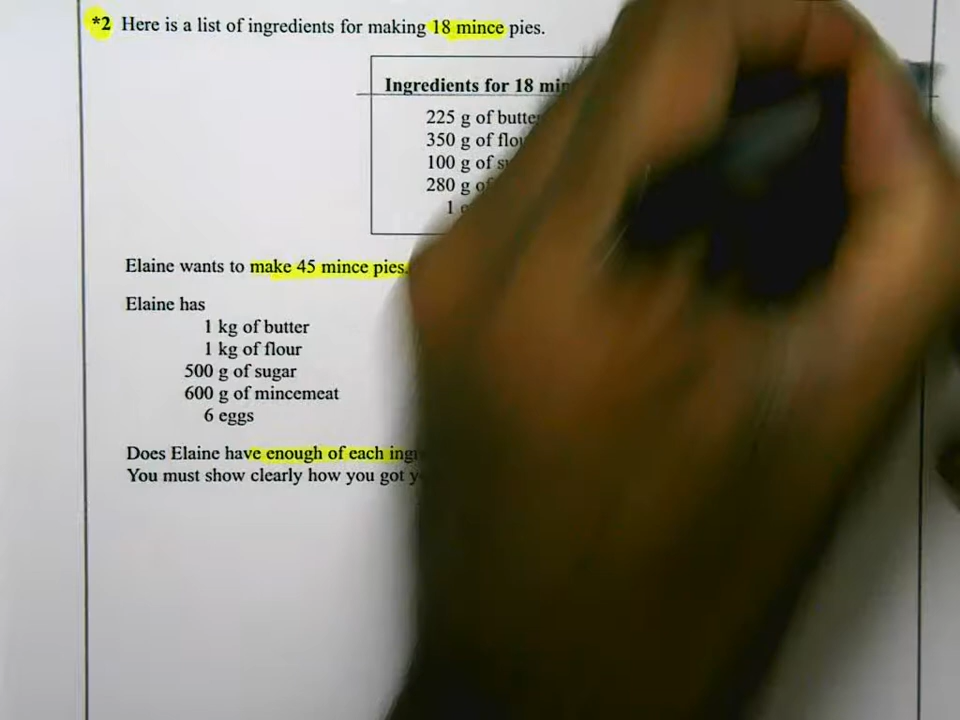 *2 Here is a list of ingredients for making 18 mince pies.
Ingredients for 18
225 g of butter
350 g of
100 g of
280 g of
1
Elaine wants to make 45 mince pies.
Elaine has
1 kg of butter
1 kg of flour
500 g of sugar
600 g of mincemeat
6 eggs
Does Elaine have enough of each
You must show clearly how you got